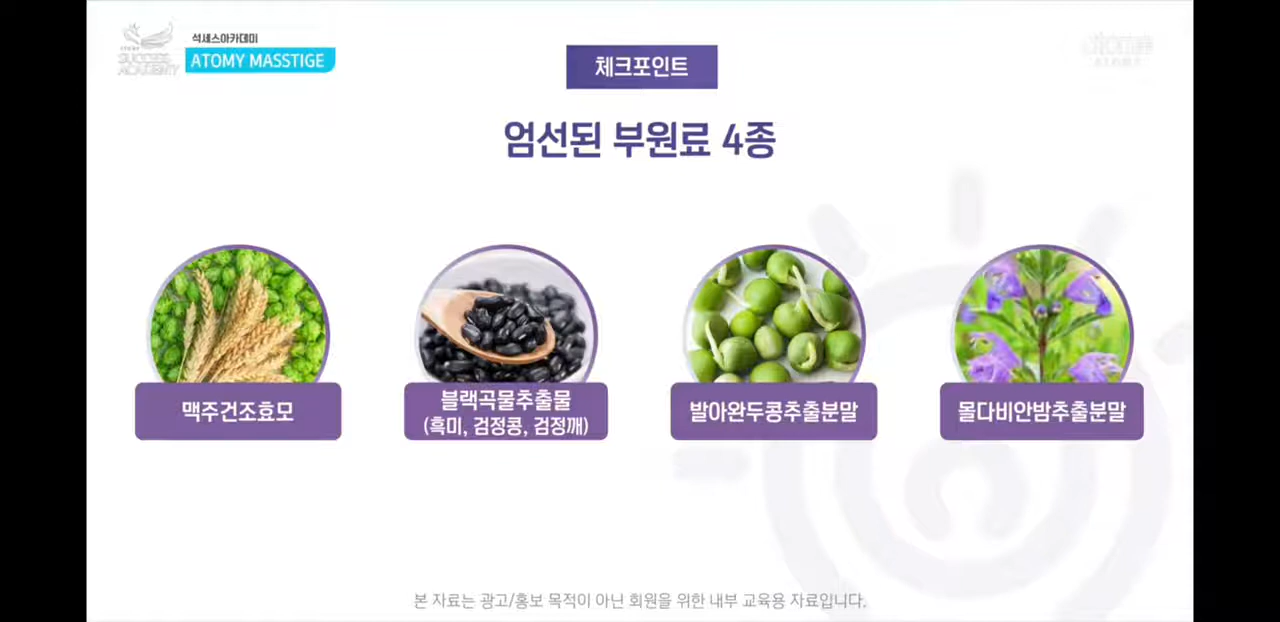 석세스아카데미
SUCCESS
ACADEMY
ATOMY MASSTIGE
체크포인트
엄선된 부원료 4종
맥주건조효모
블랙곡물추출물
(흑미, 검정콩, 검정깨)
발아완두콩추출분말
몰다비안밤추출분말
본 자료는 광고/홍보 목적이 아닌 회원을 위한 내부 교육용 자료입니다.